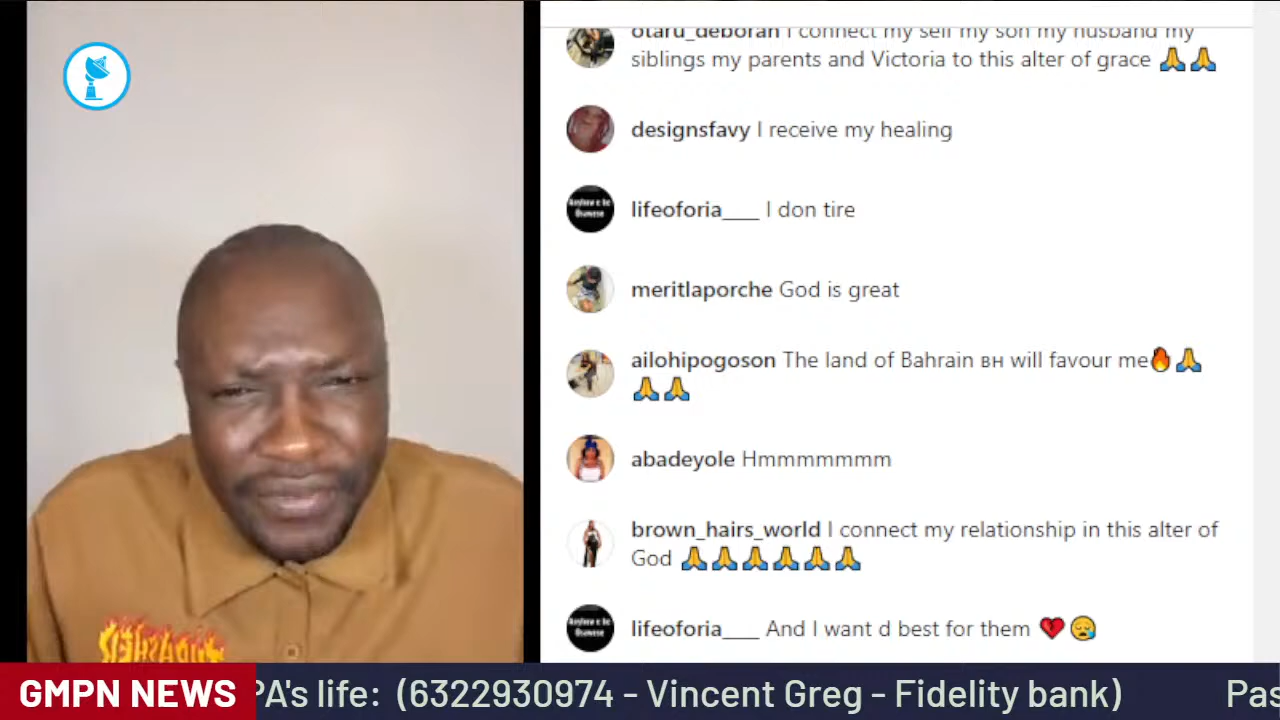 otaru_deborah I connect my self my son my husband my
siblings my parents and Victoria to this alter of grace 🙏🙏
designsfavy I receive my healing
lifeoforia____ I don tire
meritlaporche God is great
ailohipogoson The land of Bahrain ʙʜ will favour me🔥🙏
🙏🙏
abadeyole Hmmmmmmm
brown_hairs_world I connect my relationship in this alter of
God 🙏🙏🙏🙏🙏🙏
lifeoforia____ And I want d best for them 💔😪
GMPN NEWS PA's life: (6322930974 - Vincent Greg - Fidelity bank) Pas